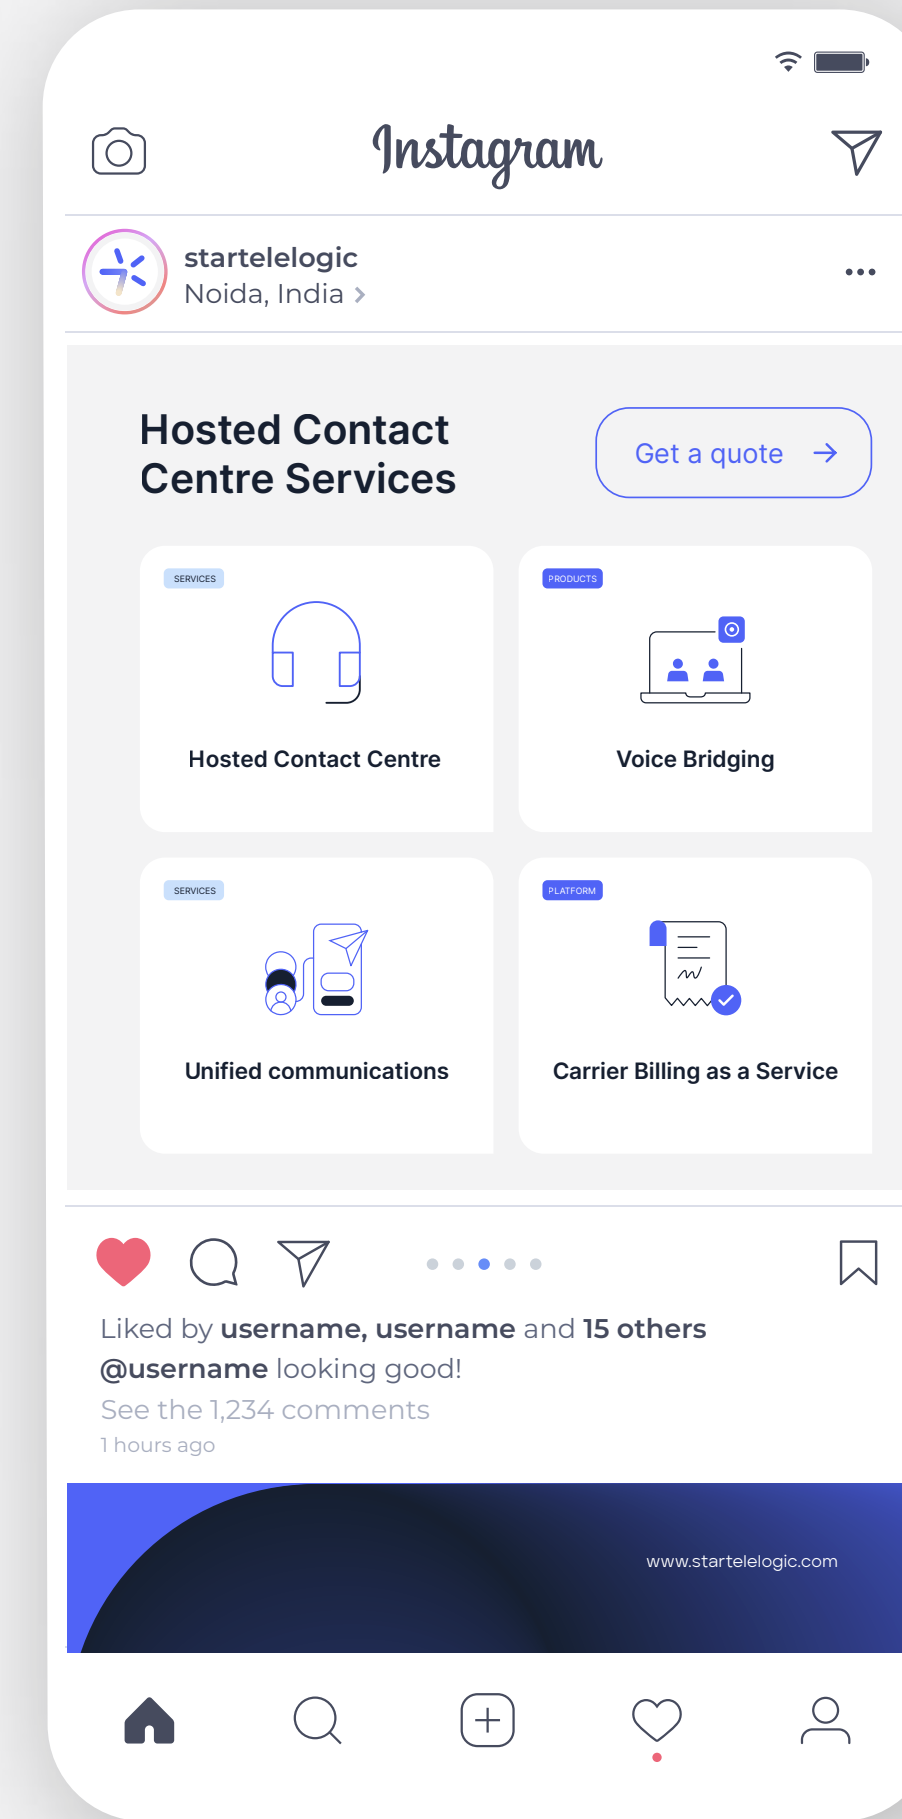 Instagram
startelelogic
Noida, India >
Hosted Contact
Centre Services
Get a quote →
SERVICES
Hosted Contact Centre
PRODUCTS
Voice Bridging
SERVICES
Unified communications
PLATFORM
Carrier Billing as a Service
Liked by username, username and 15 others
@username looking good!
See the 1,234 comments
1 hours ago
www.startelelogic.com